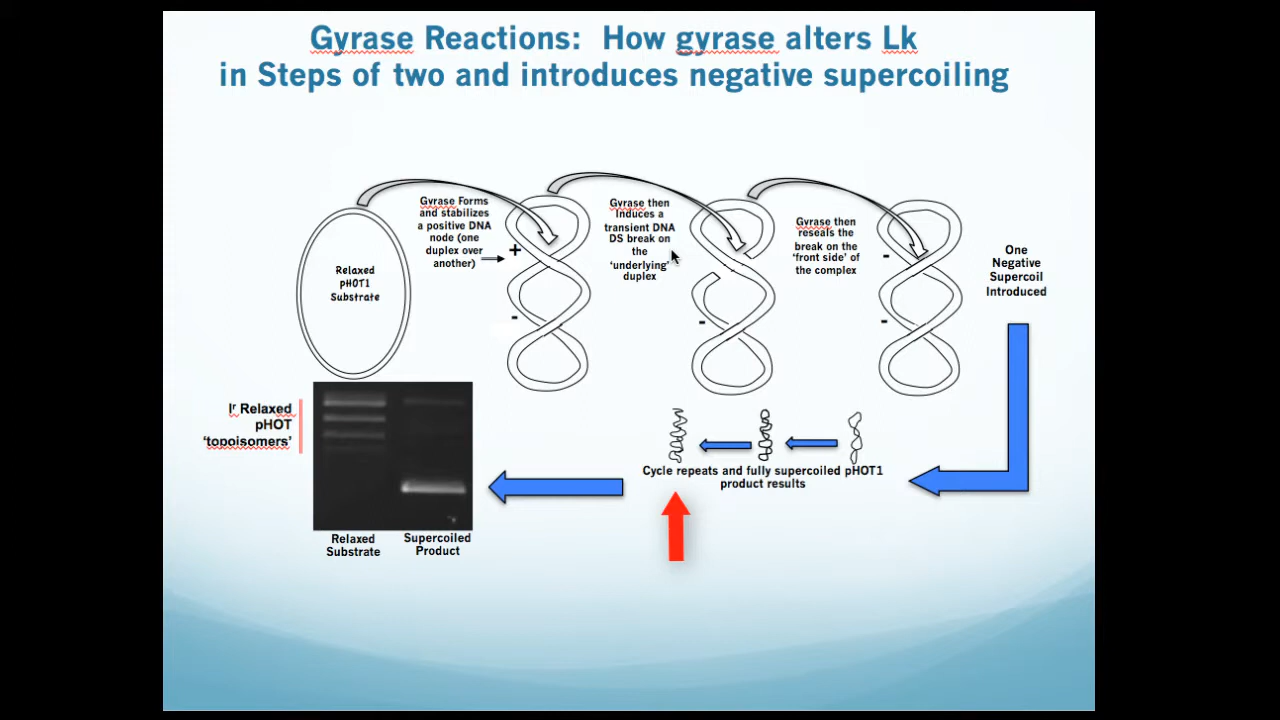 Gyrase Reactions: How gyrase alters Lk
in Steps of two and introduces negative supercoiling
Relaxed
pHOT1
Substrate
Gyrase Forms
and stabilizes
a positive DNA
node (one
duplex over
another)
+
-
Gyrase then
Induces a
transient DNA
DS break on
the
'underlying'
duplex
-
Gyrase then
reseals the
break on the
'front side' of
the complex
-
-
One
Negative
Supercoil
Introduced
Relaxed
pHOT
'topoisomers'
Cycle repeats and fully supercoiled pHOT1
product results
Relaxed
Substrate
Supercoiled
Product